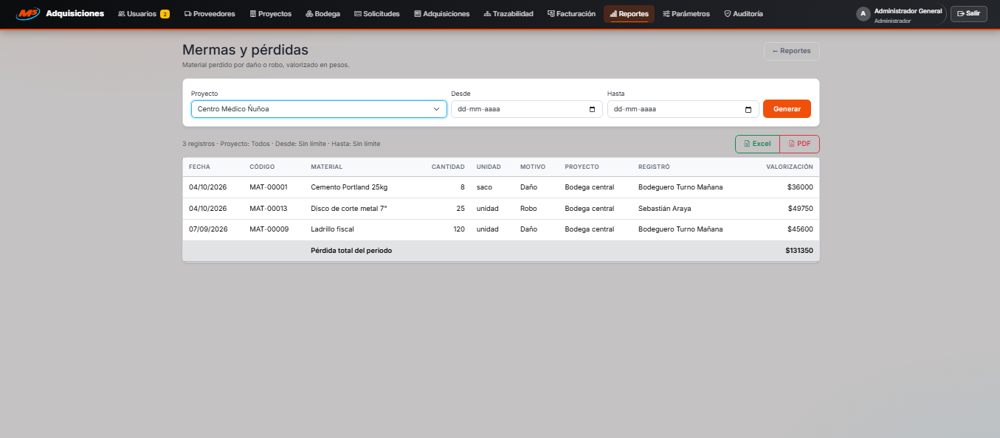 M5 Adquisiciones Usuarios 2 Proveedores Proyectos Bodega Solicitudes Adquisiciones Trazabilidad Facturación Reportes Parámetros Auditoría A Administrador General Salir
Administrador
Mermas y pérdidas
← Reportes
Material perdido por daño o robo, valorizado en pesos.
Proyecto Desde Hasta
Centro Médico Ñuñoa dd-mm-aaaa dd-mm-aaaa Generar
3 registros · Proyecto: Todos · Desde: Sin límite · Hasta: Sin límite Excel PDF
FECHA CÓDIGO MATERIAL CANTIDAD UNIDAD MOTIVO PROYECTO REGISTRÓ VALORIZACIÓN
04/10/2026 MAT-00001 Cemento Portland 25kg 8 saco Daño Bodega central Bodeguero Turno Mañana $36000
04/10/2026 MAT-00013 Disco de corte metal 7" 25 unidad Robo Bodega central Sebastián Araya $49750
07/09/2026 MAT-00009 Ladrillo fiscal 120 unidad Daño Bodega central Bodeguero Turno Mañana $45600
Pérdida total del periodo $131350